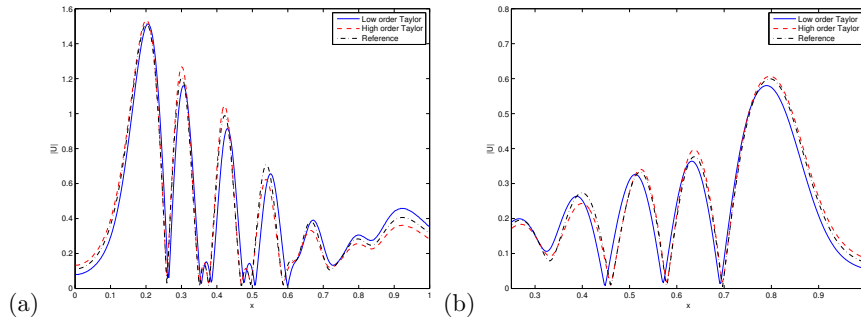 (a)
|U|
1.6
1.4
1.2
1
0.8
0.6
0.4
0.2
0
0 0.1 0.2 0.3 0.4 0.5 0.6 0.7 0.8 0.9 1
x
Low order Taylor
High order Taylor
Reference
(b)
|U|
0.8
0.7
0.6
0.5
0.4
0.3
0.2
0.1
0
0.3 0.4 0.5 0.6 0.7 0.8 0.9
x
Low order Taylor
High order Taylor
Reference